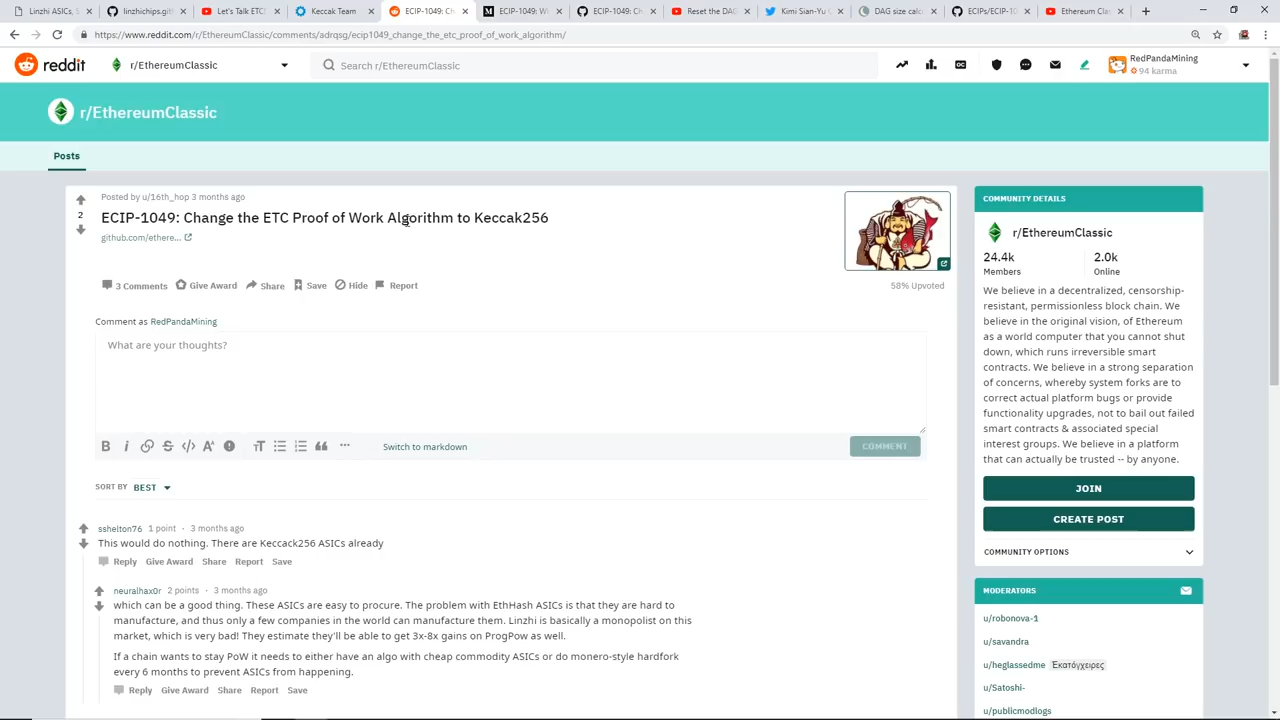 Linzhi ASICs, S
linzhichips.git
Let's Talk ETC!
Keccak Team
ECIP-1049: Ch
ECIP-1049: W
ECIP-1049: Ch
Reset the DAG
Kimi Sian-Yu C
DAG size calc
ECIPs/ECIP-10
Ethereum Clas
https://www.reddit.com/r/EthereumClassic/comments/adrqsg/ecip1049_change_the_etc_proof_of_work_algorithm/
reddit
r/EthereumClassic
Search r/EthereumClassic
RedPandaMining
94 karma
r/EthereumClassic
Posts
Posted by u/16th_hop 3 months ago
2
ECIP-1049: Change the ETC Proof of Work Algorithm to Keccak256
github.com/ethere...
3 Comments Give Award Share Save Hide Report
58% Upvoted
Comment as RedPandaMining
What are your thoughts?
Switch to markdown
COMMENT
SORT BY BEST
sshelton76 1 point · 3 months ago
This would do nothing. There are Keccack256 ASICs already
Reply Give Award Share Report Save
neuralhax0r 2 points · 3 months ago
which can be a good thing. These ASICs are easy to procure. The problem with EthHash ASICs is that they are hard to
manufacture, and thus only a few companies in the world can manufacture them. Linzhi is basically a monopolist on this
market, which is very bad! They estimate they'll be able to get 3x-8x gains on ProgPow as well.
If a chain wants to stay PoW it needs to either have an algo with cheap commodity ASICs or do monero-style hardfork
every 6 months to prevent ASICs from happening.
Reply Give Award Share Report Save
COMMUNITY DETAILS
r/EthereumClassic
24.4k 2.0k
Members Online
We believe in a decentralized, censorship-
resistant, permissionless block chain. We
believe in the original vision, of Ethereum
as a world computer that you cannot shut
down, which runs irreversible smart
contracts. We believe in a strong separation
of concerns, whereby system forks are to
correct actual platform bugs or provide
functionality upgrades, not to bail out failed
smart contracts & associated special
interest groups. We believe in a platform
that can actually be trusted -- by anyone.
JOIN
CREATE POST
COMMUNITY OPTIONS
MODERATORS
u/robonova-1
u/savandra
u/heglassedme Ἑκατόγχειρες
u/Satoshi-
u/publicmodlogs